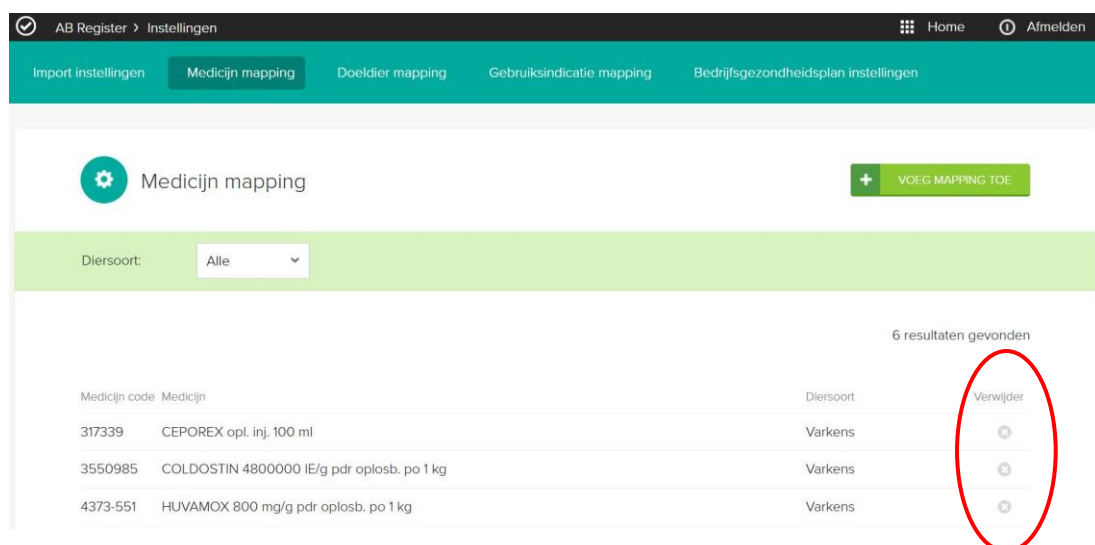 AB Register > Instellingen Home Afmelden
Import instellingen Medicijn mapping Doeldier mapping Gebruiksindicatie mapping Bedrijfsgezondheidsplan instellingen
Medicijn mapping + VOEG MAPPING TOE
Diersoort: Alle
6 resultaten gevonden
Medicijn code Medicijn Diersoort Verwijder
317339 CEPOREX opl. inj. 100 ml Varkens
3550985 COLDOSTIN 4800000 IE/g pdr oplosb. po 1 kg Varkens
4373-551 HUVAMOX 800 mg/g pdr oplosb. po 1 kg Varkens